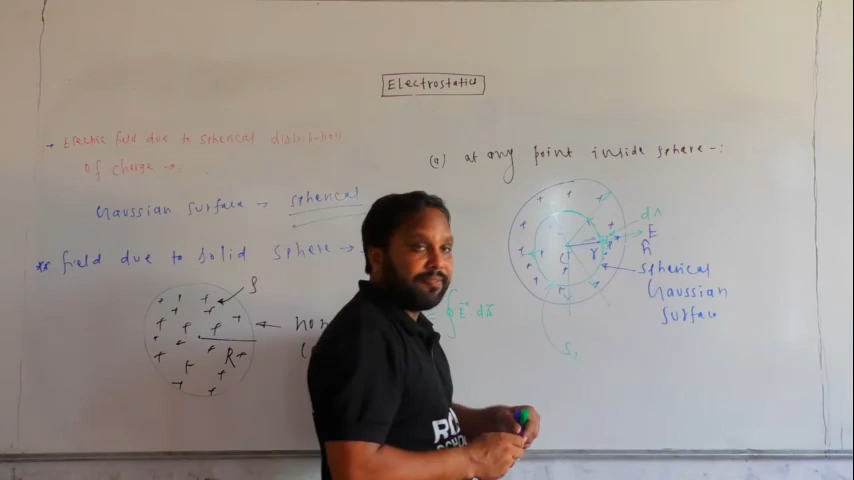 Electrostatics
→ Electric field due to spherical distribution
of charge →
Gaussian surface → spherical
** field due to solid sphere →
ρ
R
(a) at any point inside sphere -:
∮ E⃗. dA⃗
dA
E
n̂
r
spherical
Gaussian
surface
S₁